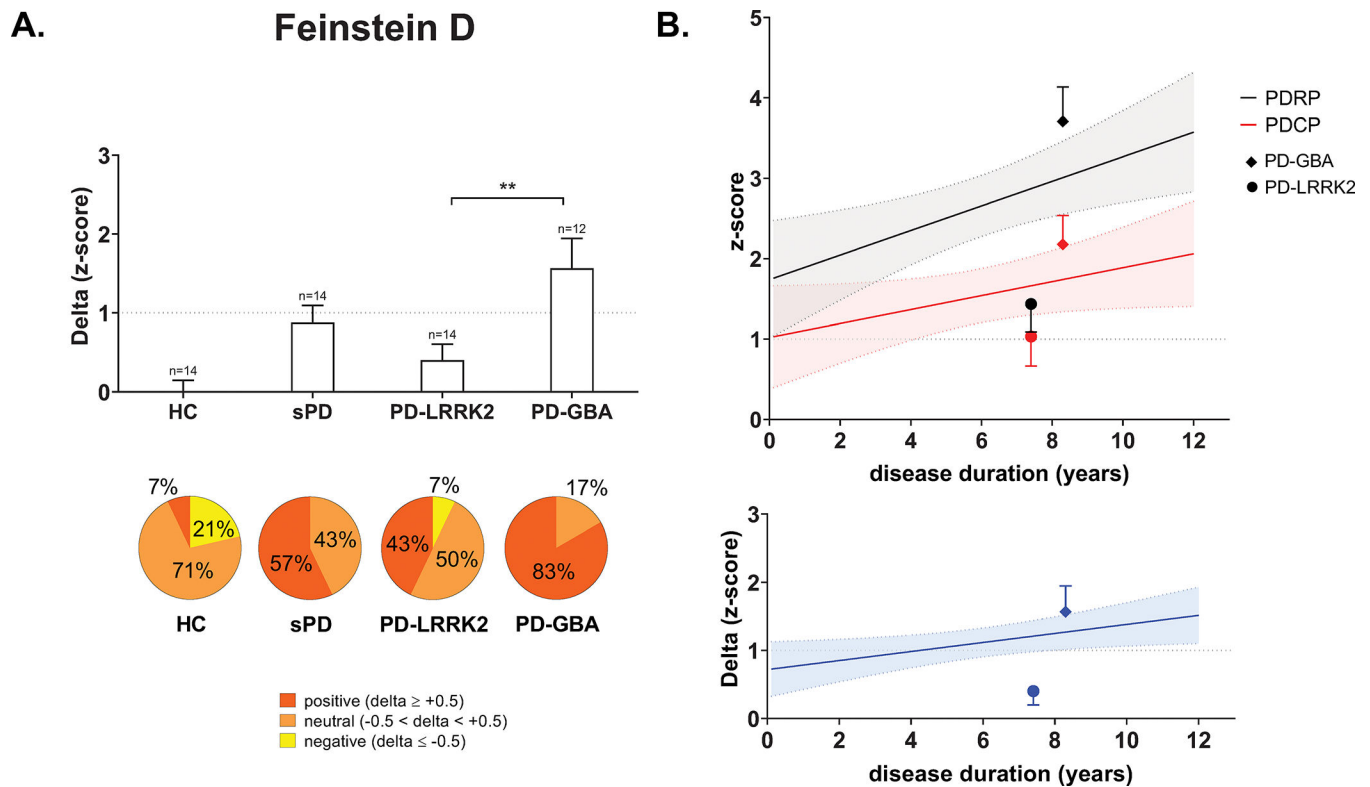 A.
Feinstein D
Delta (z-score)
3
2
1
0
n=14
n=14
n=14
n=12
**
HC
sPD
PD-LRRK2
PD-GBA
7%
21%
71%
43%
57%
7%
43%
50%
17%
83%
HC
sPD
PD-LRRK2
PD-GBA
positive (delta ≥ +0.5)
neutral (-0.5 < delta < +0.5)
negative (delta ≤ -0.5)
B.
z-score
5
4
3
2
1
0
0
2
4
6
8
10
12
disease duration (years)
PDRP
PDCP
PD-GBA
PD-LRRK2
Delta (z-score)
3
2
1
0
0
2
4
6
8
10
12
disease duration (years)